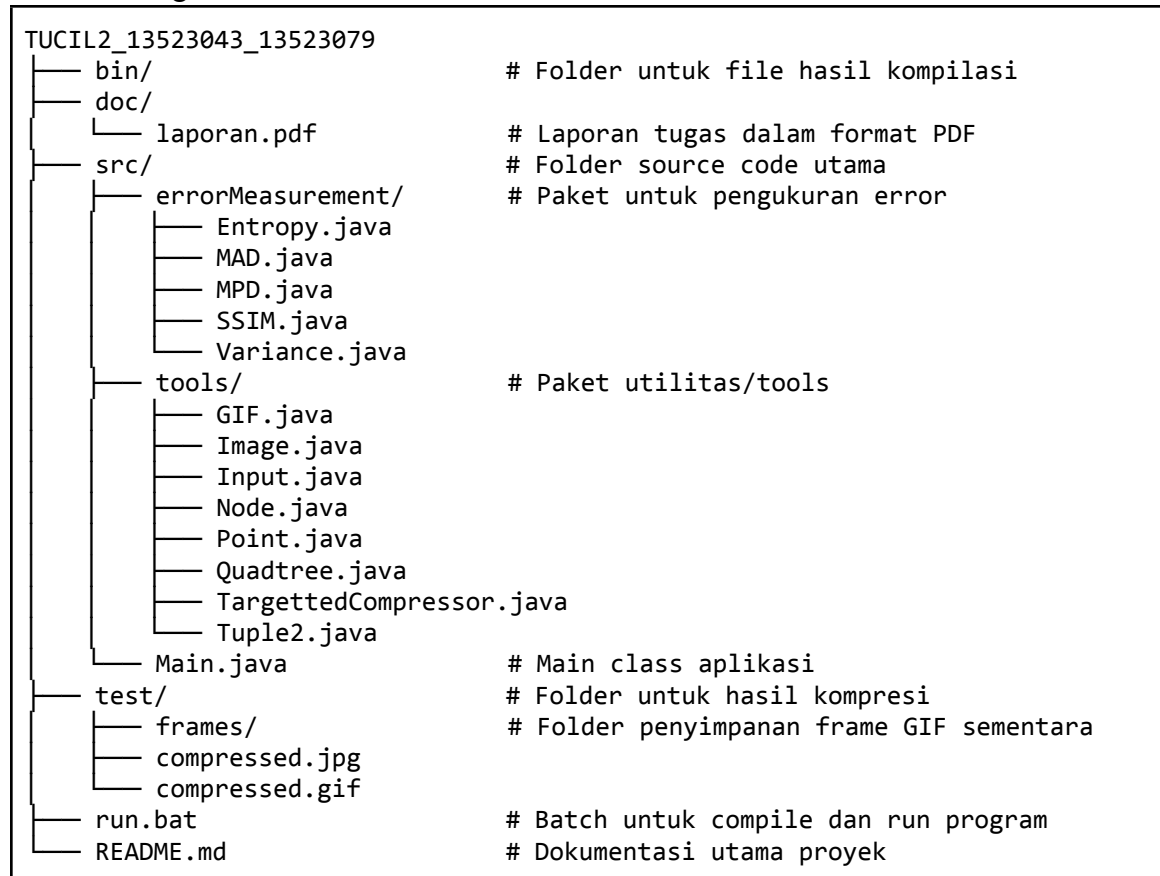 TUCIL2_13523043_13523079
├── bin/ # Folder untuk file hasil kompilasi
├── doc/
│   └── laporan.pdf # Laporan tugas dalam format PDF
├── src/ # Folder source code utama
│   ├── errorMeasurement/ # Paket untuk pengukuran error
│   │   ├── Entropy.java
│   │   ├── MAD.java
│   │   ├── MPD.java
│   │   ├── SSIM.java
│   │   └── Variance.java
│   ├── tools/ # Paket utilitas/tools
│   │   ├── GIF.java
│   │   ├── Image.java
│   │   ├── Input.java
│   │   ├── Node.java
│   │   ├── Point.java
│   │   ├── Quadtree.java
│   │   ├── TargettedCompressor.java
│   │   └── Tuple2.java
│   └── Main.java # Main class aplikasi
├── test/ # Folder untuk hasil kompresi
│   ├── frames/ # Folder penyimpanan frame GIF sementara
│   ├── compressed.jpg
│   └── compressed.gif
├── run.bat # Batch untuk compile dan run program
└── README.md # Dokumentasi utama proyek